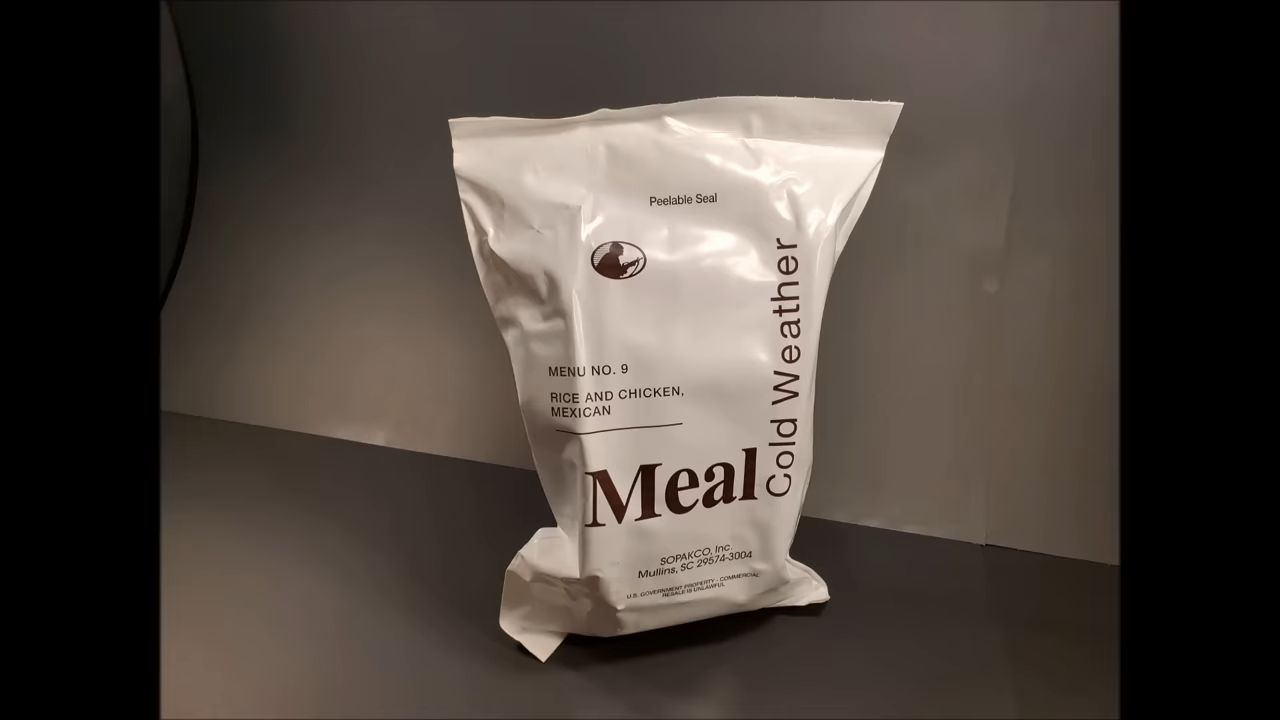 Peelable Seal
MENU NO. 9
RICE AND CHICKEN,
MEXICAN
Meal
Cold Weather
SOPAKCO, Inc.
Mullins, SC 29574-3004
U.S. GOVERNMENT PROPERTY - COMMERCIAL
RESALE IS UNLAWFUL